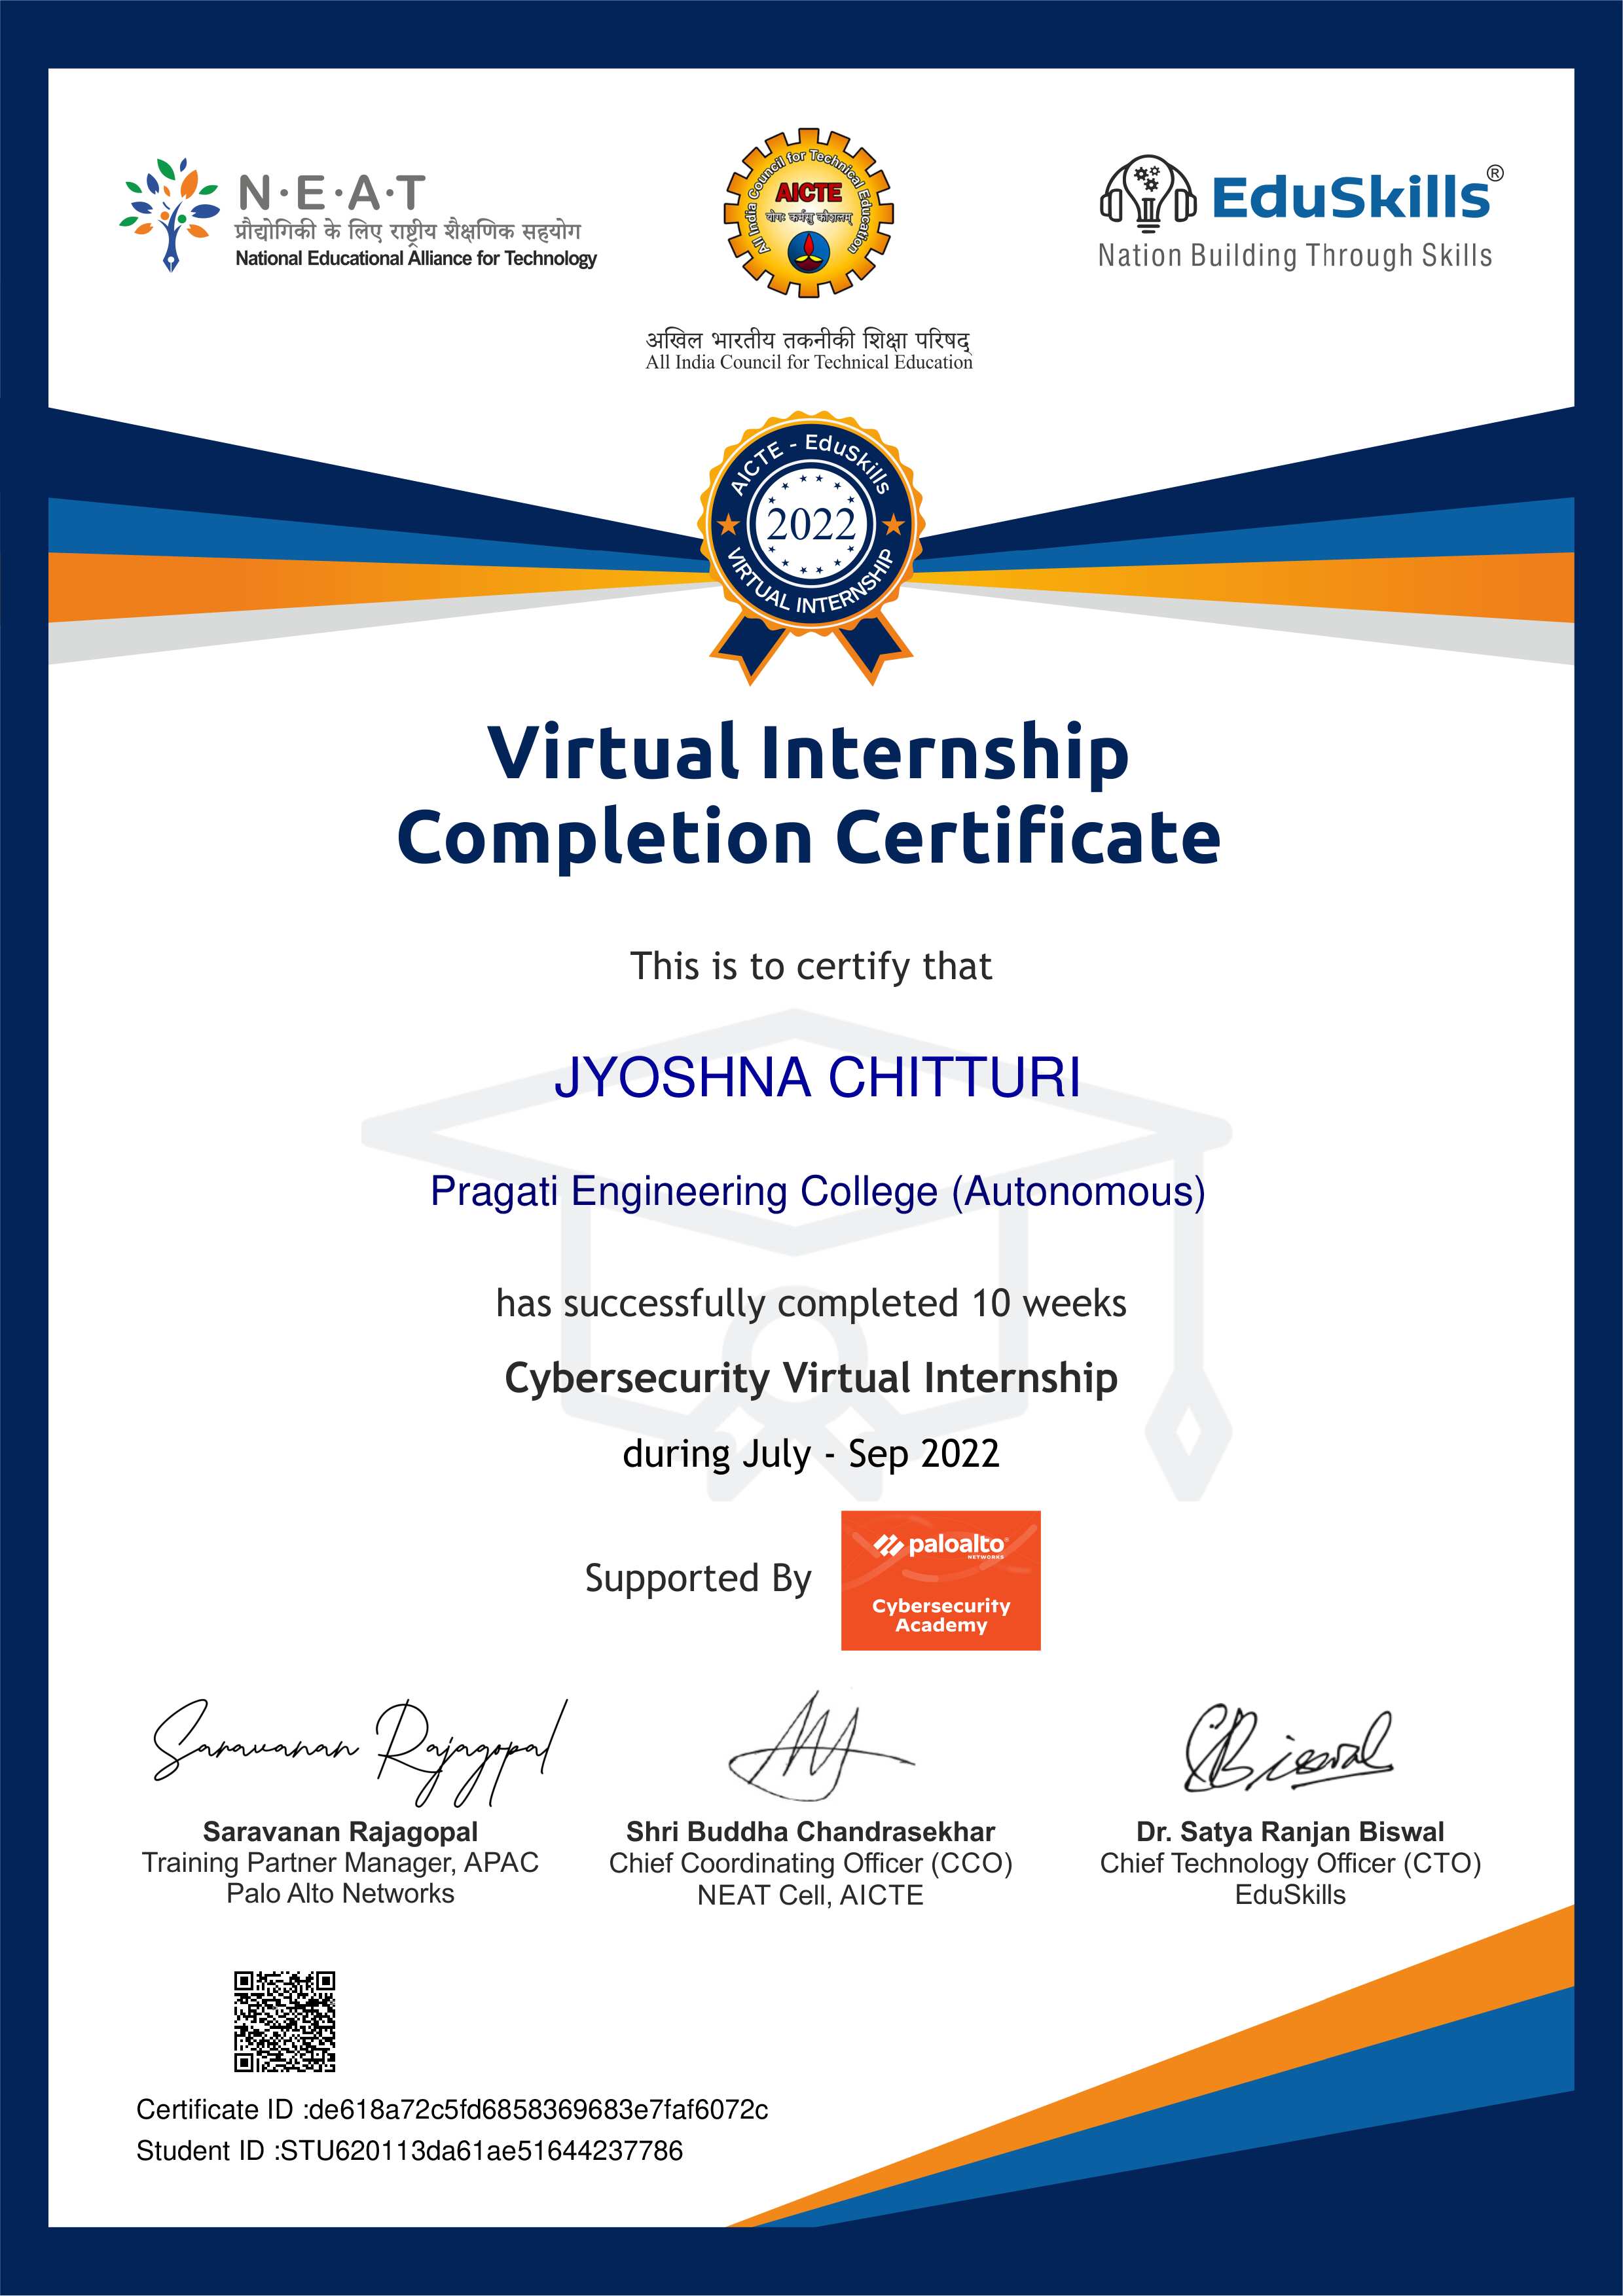 N·E·A·T
प्रौद्योगिकी के लिए राष्ट्रीय शैक्षणिक सहयोग
National Educational Alliance for Technology
All India Council for Technical Education
AICTE
योगः कर्मसु कौशलम्
अखिल भारतीय तकनीकी शिक्षा परिषद्
All India Council for Technical Education
EduSkills®
Nation Building Through Skills
AICTE - EduSkills
2022
VIRTUAL INTERNSHIP
Virtual Internship
Completion Certificate
This is to certify that
JYOSHNA CHITTURI
Pragati Engineering College (Autonomous)
has successfully completed 10 weeks
Cybersecurity Virtual Internship
during July - Sep 2022
Supported By
paloalto
NETWORKS
Cybersecurity
Academy
Saravanan Rajagopal
Saravanan Rajagopal
Training Partner Manager, APAC
Palo Alto Networks
Shri Buddha Chandrasekhar
Chief Coordinating Officer (CCO)
NEAT Cell, AICTE
SRBiswal
Dr. Satya Ranjan Biswal
Chief Technology Officer (CTO)
EduSkills
Certificate ID :de618a72c5fd6858369683e7faf6072c
Student ID :STU620113da61ae51644237786